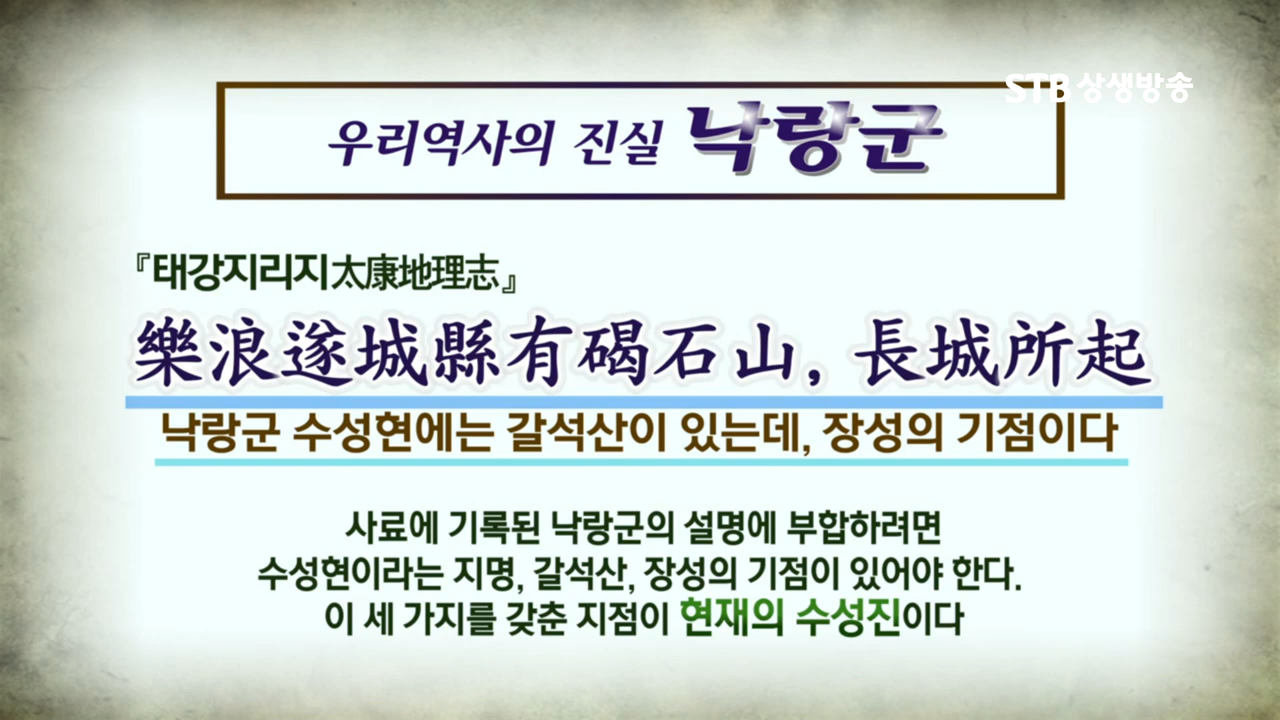 STB 상생방송
우리역사의 진실 낙랑군
『태강지리지太康地理志』
樂浪遂城縣有碣石山, 長城所起
낙랑군 수성현에는 갈석산이 있는데, 장성의 기점이다
사료에 기록된 낙랑군의 설명에 부합하려면
수성현이라는 지명, 갈석산, 장성의 기점이 있어야 한다.
이 세 가지를 갖춘 지점이 현재의 수성진이다